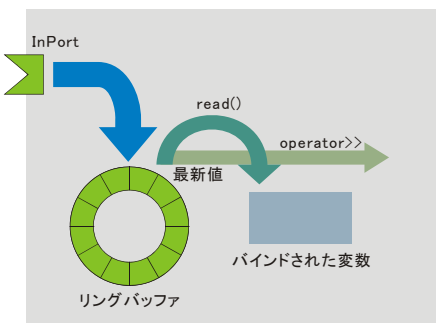 InPort
read()
operator>>
最新値
バインドされた変数
リングバッファ